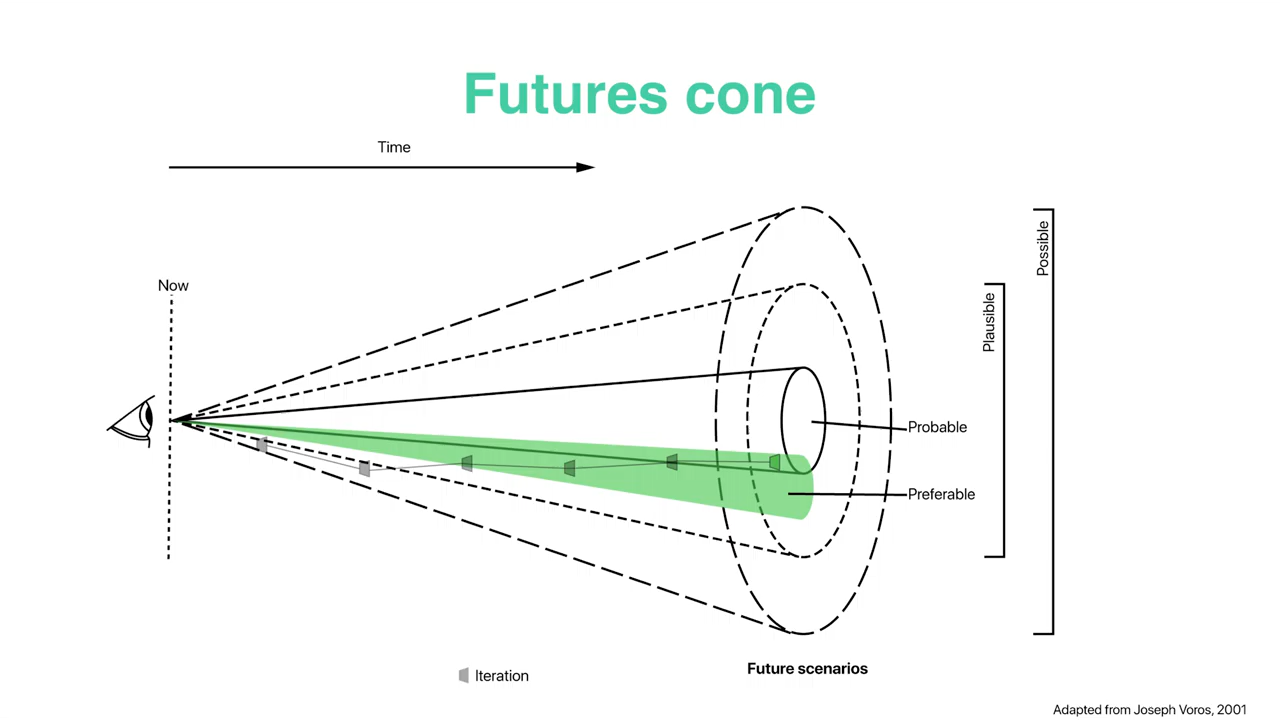 Futures cone
Time
Now
Possible
Plausible
Probable
Preferable
Iteration
Future scenarios
Adapted from Joseph Voros, 2001